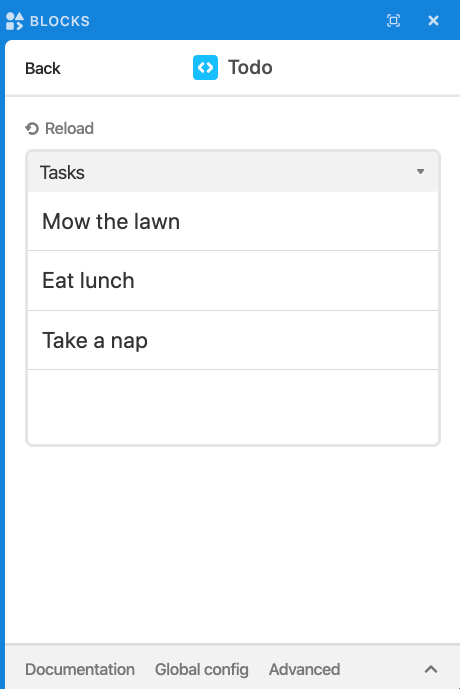 BLOCKS
Back
Todo
Reload
Tasks
Mow the lawn
Eat lunch
Take a nap
Documentation Global config Advanced